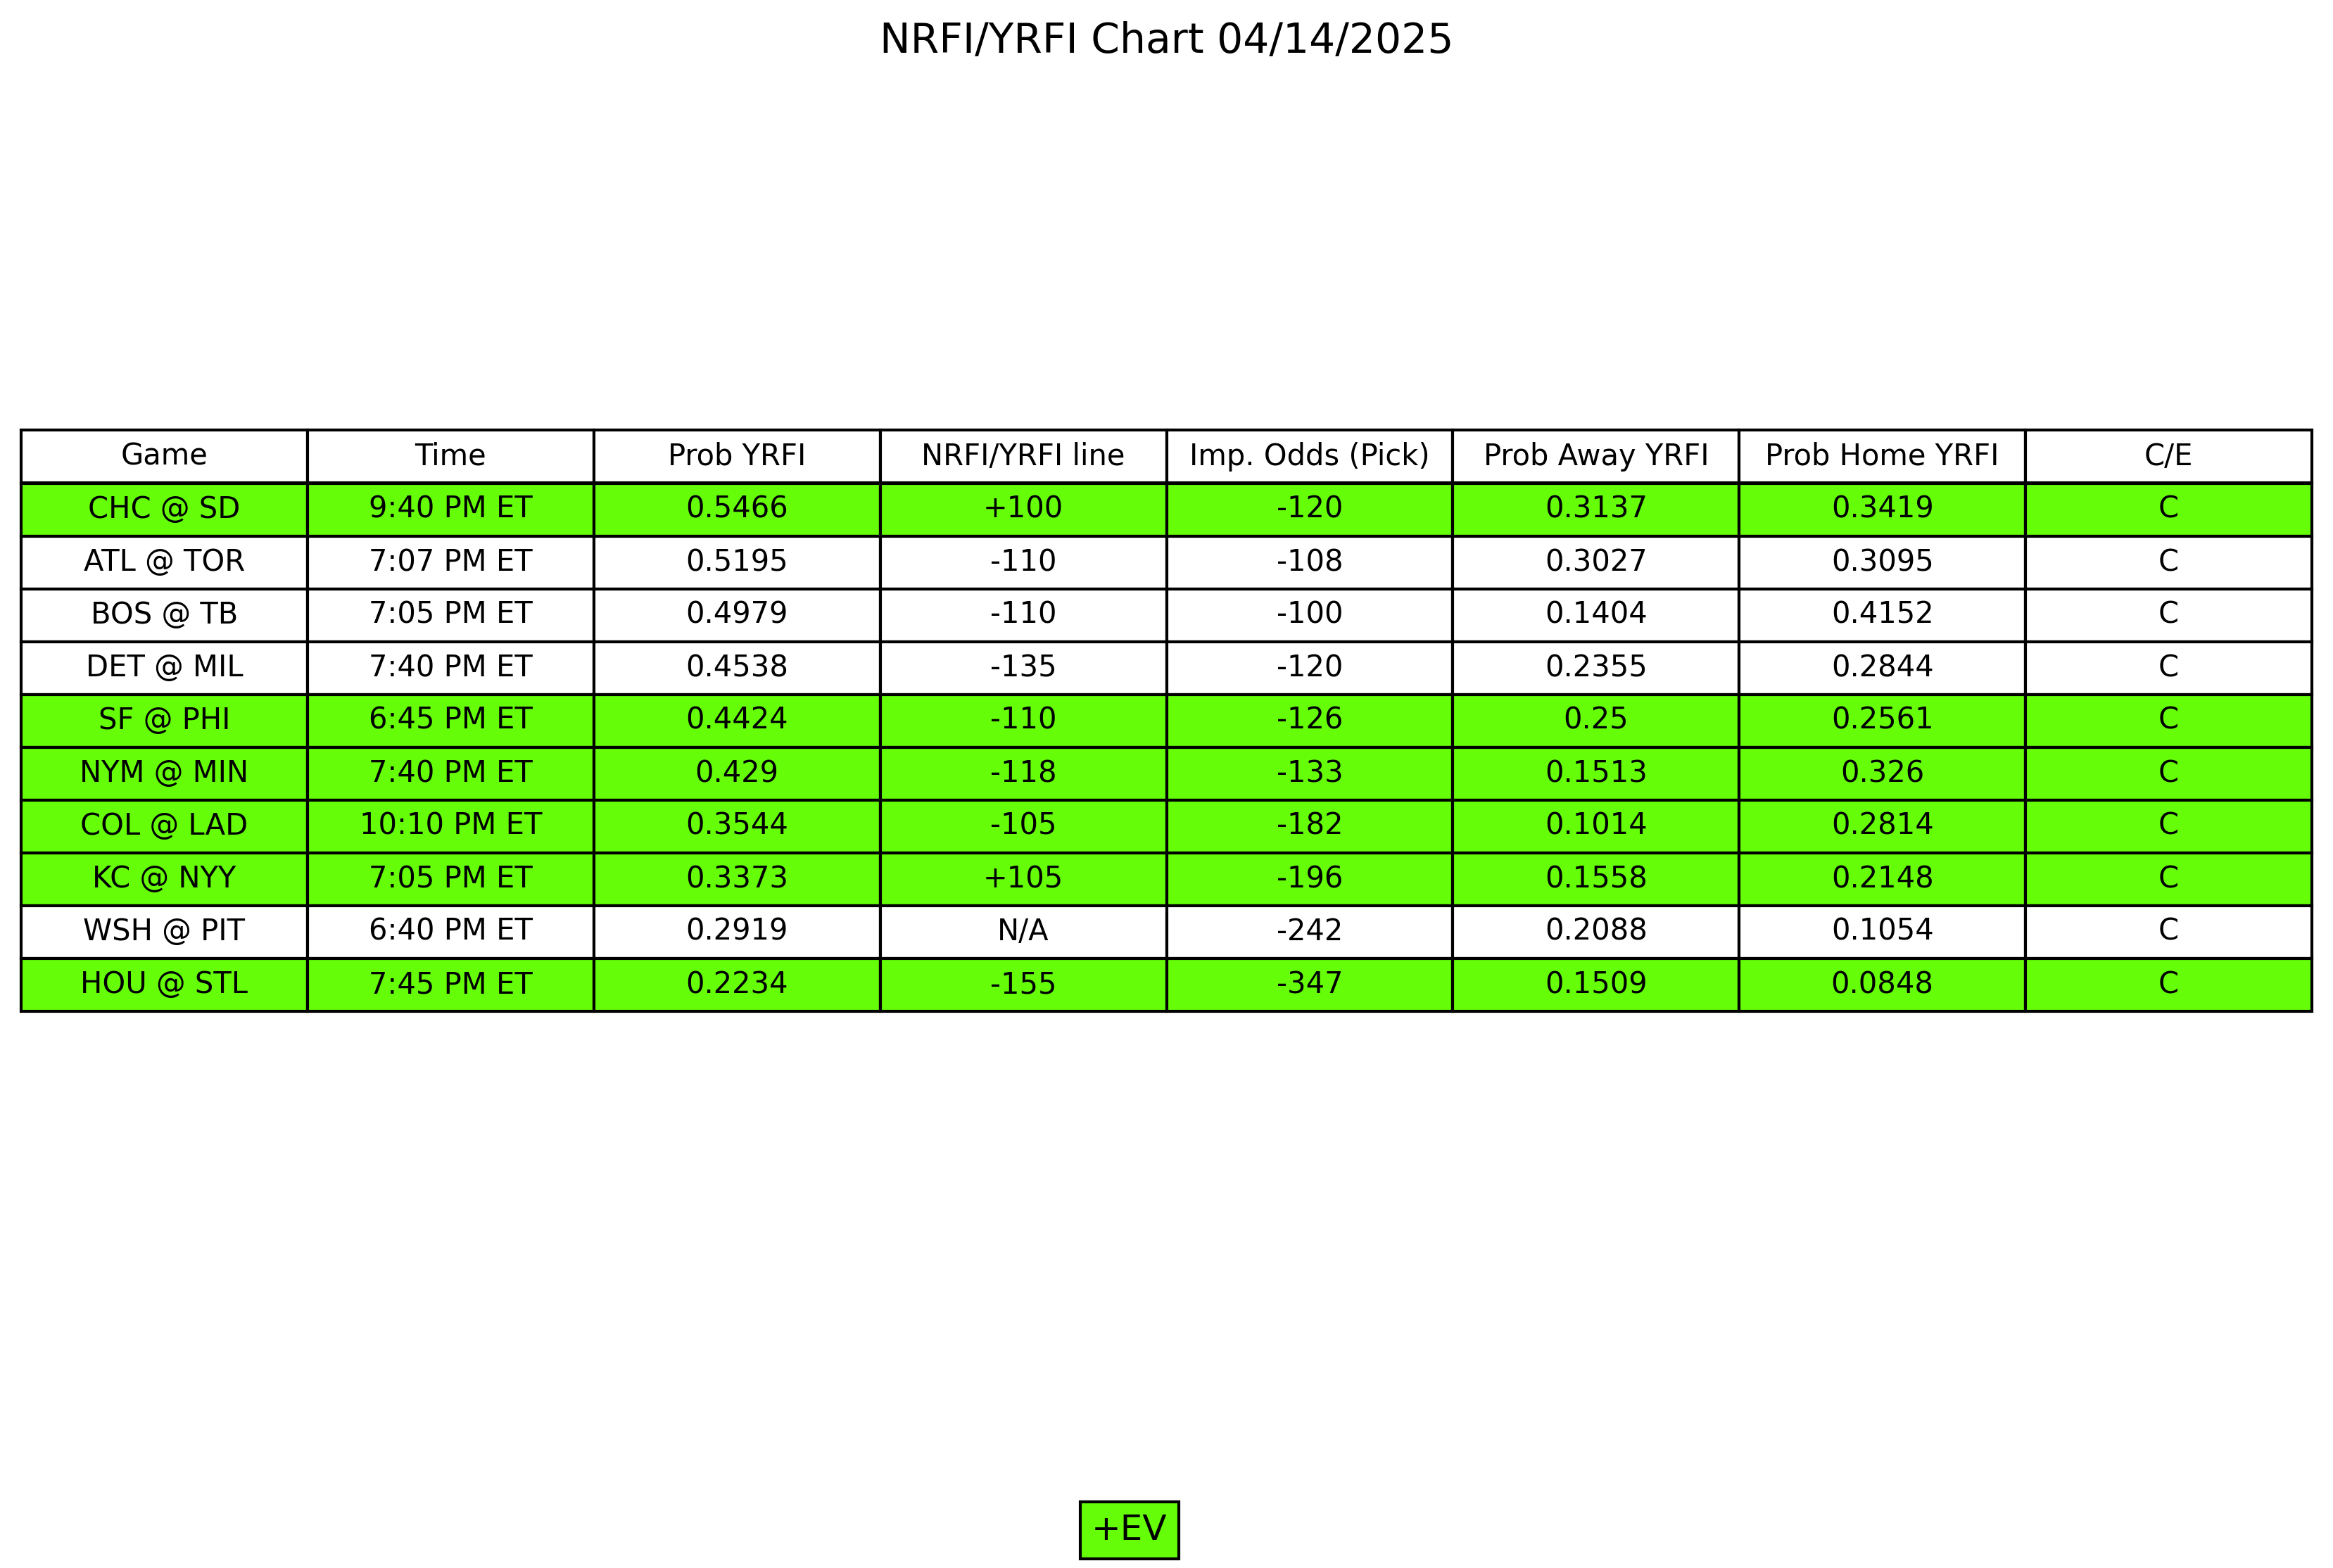 NRFI/YRFI Chart 04/14/2025
Game Time Prob YRFI NRFI/YRFI line Imp. Odds (Pick) Prob Away YRFI Prob Home YRFI C/E
CHC @ SD 9:40 PM ET 0.5466 +100 -120 0.3137 0.3419 C
ATL @ TOR 7:07 PM ET 0.5195 -110 -108 0.3027 0.3095 C
BOS @ TB 7:05 PM ET 0.4979 -110 -100 0.1404 0.4152 C
DET @ MIL 7:40 PM ET 0.4538 -135 -120 0.2355 0.2844 C
SF @ PHI 6:45 PM ET 0.4424 -110 -126 0.25 0.2561 C
NYM @ MIN 7:40 PM ET 0.429 -118 -133 0.1513 0.326 C
COL @ LAD 10:10 PM ET 0.3544 -105 -182 0.1014 0.2814 C
KC @ NYY 7:05 PM ET 0.3373 +105 -196 0.1558 0.2148 C
WSH @ PIT 6:40 PM ET 0.2919 N/A -242 0.2088 0.1054 C
HOU @ STL 7:45 PM ET 0.2234 -155 -347 0.1509 0.0848 C
+EV